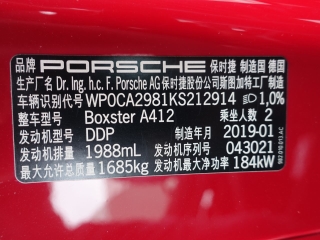 品牌 PORSCHE 保时捷 制造国 德国
生产厂名 Dr. Ing. h.c. F. Porsche AG 保时捷股份公司斯图加特工厂制造
车辆识别代号 WP0CA2981KS212914 1,0%
整车型号 Boxster A412 乘坐人数 2
发动机型号 DDP 制造年月 2019-01
发动机排量 1988mL 发动机序列号 043021
最大允许总质量 1685kg 发动机最大净功率 184kW